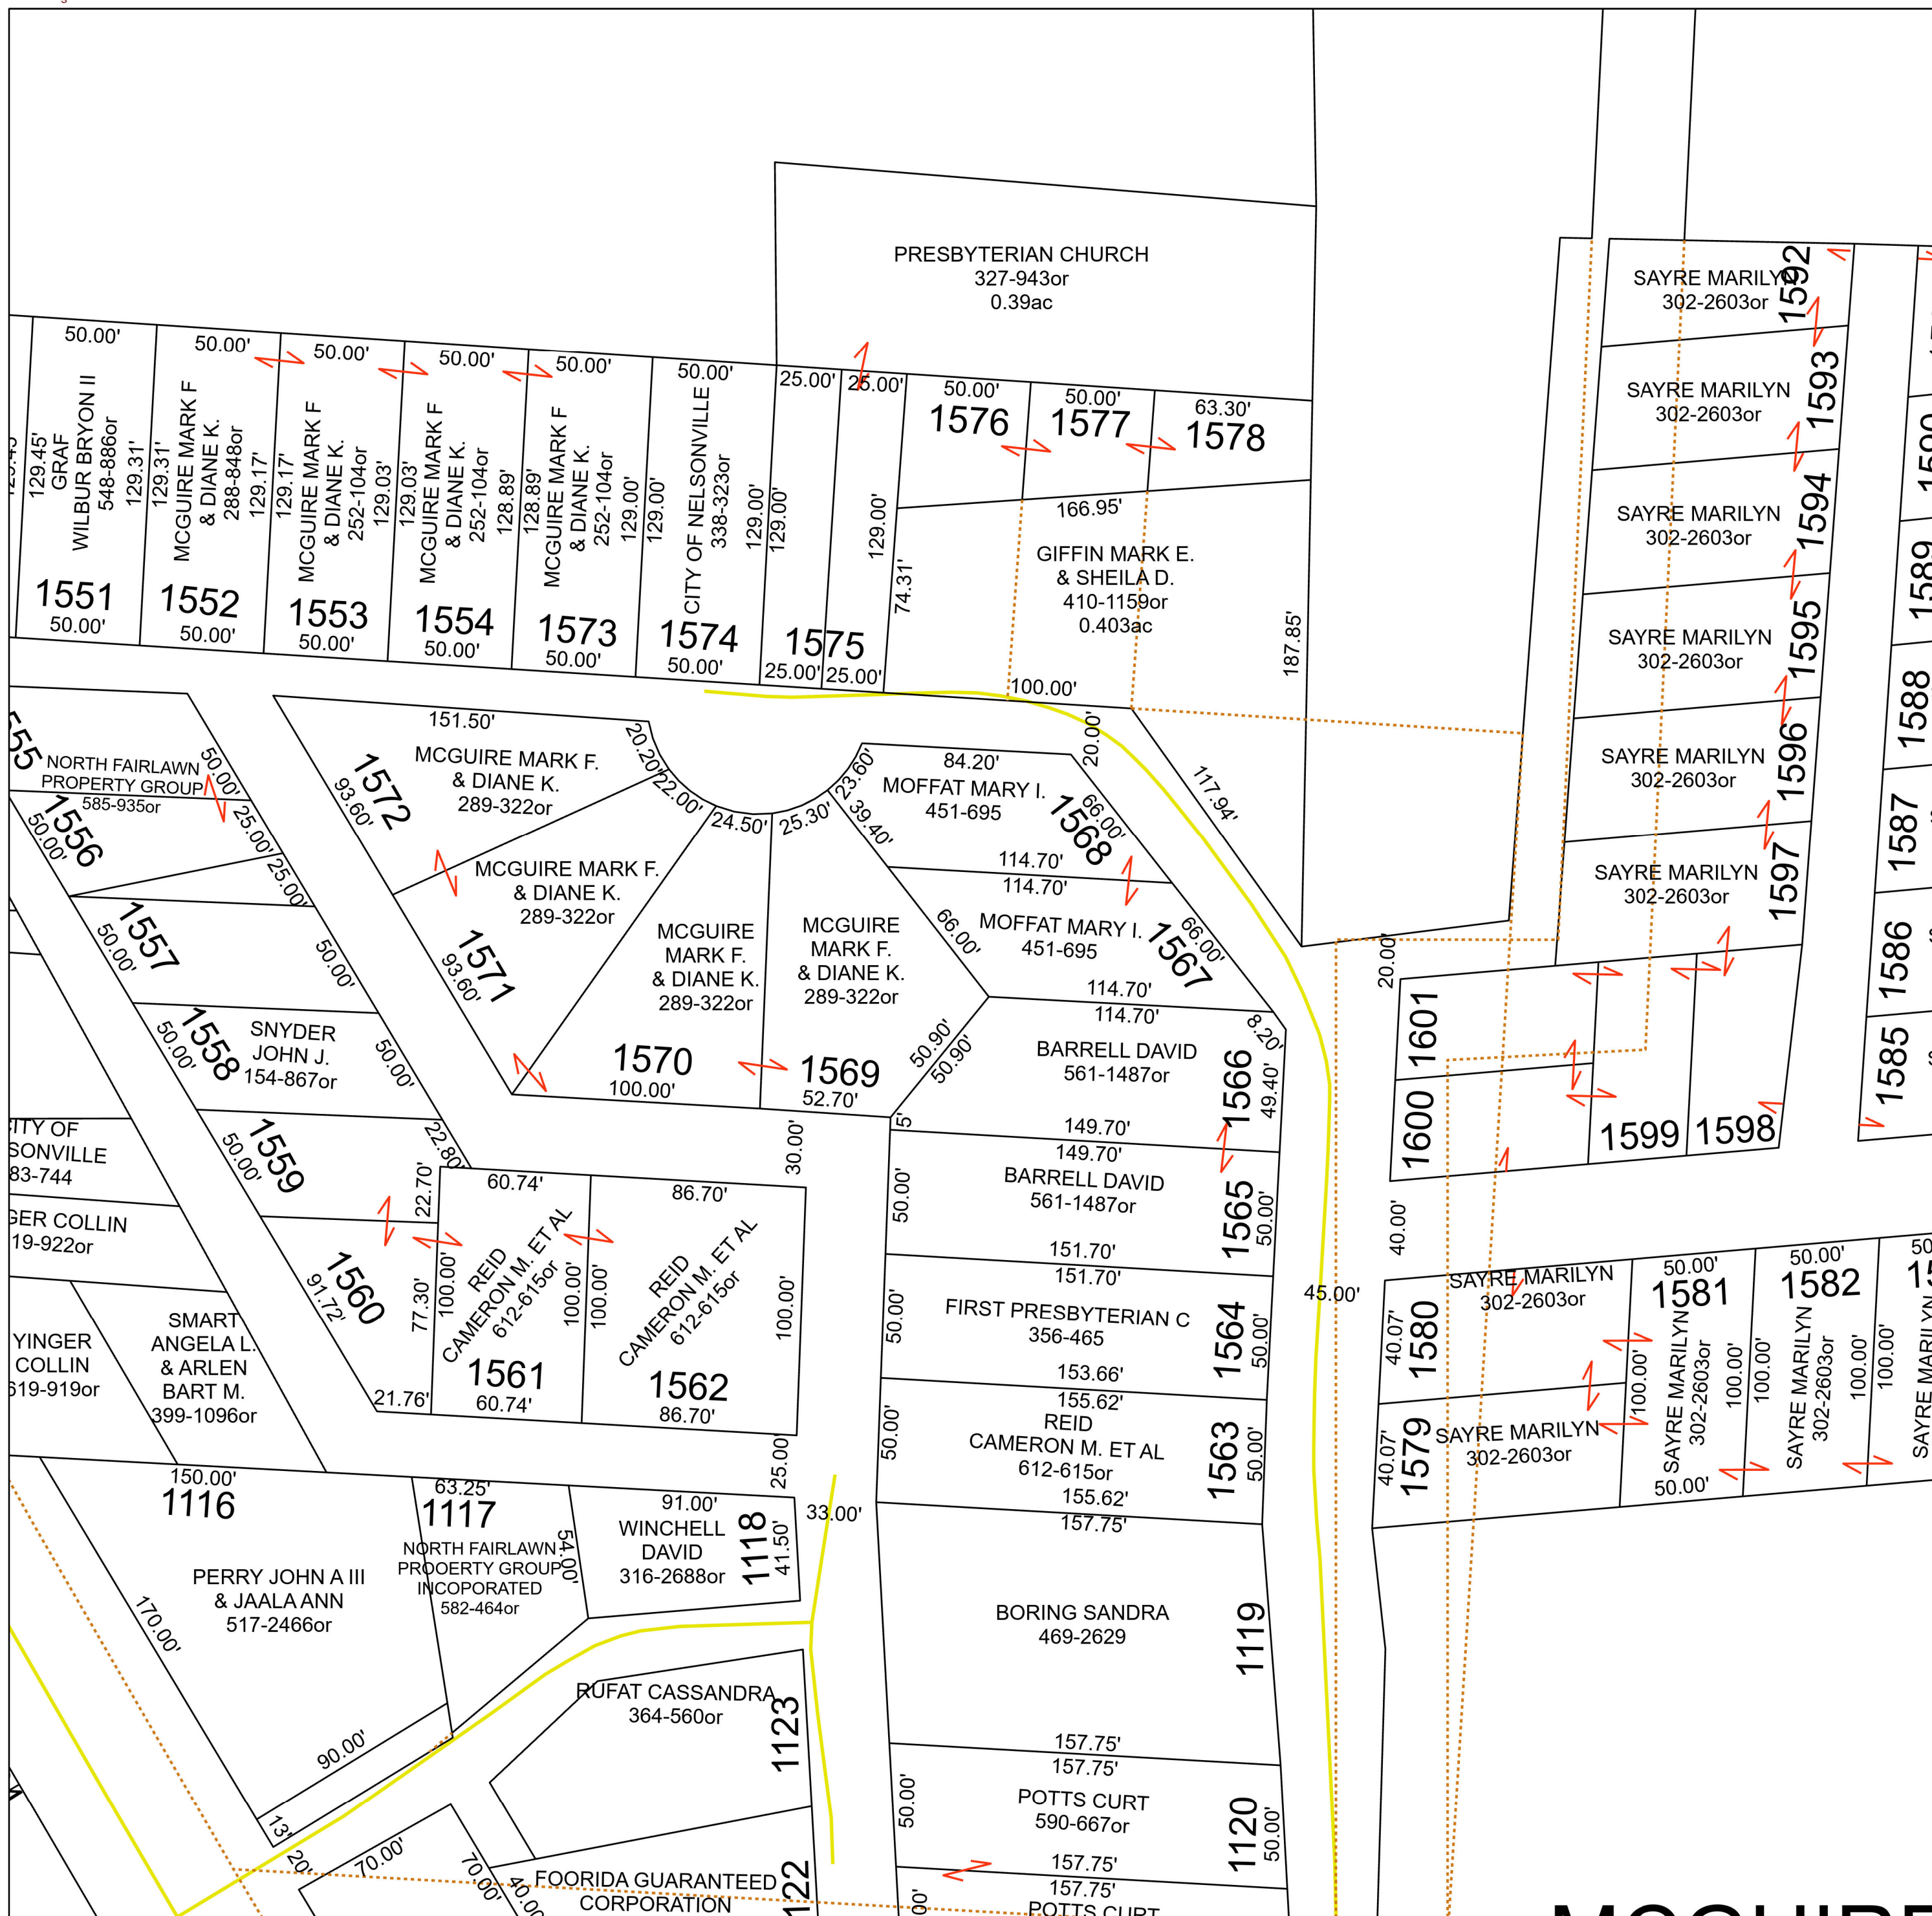 PRESBYTERIAN CHURCH
327-943or
0.39ac
50.00'
50.00'
50.00'
50.00'
50.00'
50.00'
25.00'
25.00'
50.00'
50.00'
63.30'
1576
1577
1578
129.45'
GRAF
WILBUR BRYON II
548-886or
129.31'
129.31'
MCGUIRE MARK F
& DIANE K.
288-848or
129.17'
129.17'
MCGUIRE MARK F
& DIANE K.
252-104or
129.03'
129.03'
MCGUIRE MARK F
& DIANE K.
252-104or
128.89'
128.89'
MCGUIRE MARK F
& DIANE K.
252-104or
129.00'
129.00'
CITY OF NELSONVILLE
338-323or
129.00'
129.00'
129.00'
74.31'
166.95'
GIFFIN MARK E.
& SHEILA D.
410-1159or
0.403ac
187.85'
1551
1552
1553
1554
1573
1574
1575
50.00'
50.00'
50.00'
50.00'
50.00'
50.00'
25.00'
25.00'
100.00'
20.00'
117.94'
SAYRE MARILYN
302-2603or
1592
SAYRE MARILYN
302-2603or
1593
SAYRE MARILYN
302-2603or
1594
SAYRE MARILYN
302-2603or
1595
SAYRE MARILYN
302-2603or
1596
SAYRE MARILYN
302-2603or
1597
1589
1588
1587
1586
1585
NORTH FAIRLAWN
PROPERTY GROUP
585-935or
50.00'
25.00'
25.00'
1556
50.00'
1557
50.00'
50.00'
1558
50.00'
SNYDER
JOHN J.
154-867or
50.00'
1559
50.00'
22.80'
22.70'
1560
91.72'
77.30'
21.76'
151.50'
MCGUIRE MARK F.
& DIANE K.
289-322or
1572
93.60'
20.20'
22.00'
24.50'
25.30'
23.60'
39.40'
MCGUIRE MARK F.
& DIANE K.
289-322or
1571
93.60'
MCGUIRE
MARK F.
& DIANE K.
289-322or
1570
100.00'
MCGUIRE
MARK F.
& DIANE K.
289-322or
1569
52.70'
66.00'
50.90'
50.90'
84.20'
MOFFAT MARY I.
451-695
1568
66.00'
114.70'
114.70'
MOFFAT MARY I.
451-695
1567
66.00'
114.70'
114.70'
8.20'
BARRELL DAVID
561-1487or
1566
49.40'
5'
30.00'
149.70'
149.70'
BARRELL DAVID
561-1487or
1565
50.00'
50.00'
151.70'
151.70'
FIRST PRESBYTERIAN C
356-465
1564
50.00'
50.00'
153.66'
155.62'
REID
CAMERON M. ET AL
612-615or
1563
50.00'
50.00'
155.62'
157.75'
60.74'
100.00'
REID
CAMERON M. ET AL
612-615or
100.00'
1561
60.74'
86.70'
100.00'
REID
CAMERON M. ET AL
612-615or
100.00'
1562
86.70'
25.00'
33.00'
45.00'
20.00'
1601
1600
1599
1598
40.00'
SAYRE MARILYN
302-2603or
1580
40.07'
SAYRE MARILYN
302-2603or
1579
40.07'
50.00'
1581
100.00'
SAYRE MARILYN
302-2603or
100.00'
50.00'
50.00'
1582
100.00'
SAYRE MARILYN
302-2603or
100.00'
100.00'
SAYRE MARILYN
SONVILLE
83-744
COLLIN
19-922or
YINGER
COLLIN
619-919or
SMART
ANGELA L.
& ARLEN
BART M.
399-1096or
150.00'
1116
PERRY JOHN A III
& JAALA ANN
517-2466or
170.00'
90.00'
13'
20'
63.25'
1117
NORTH FAIRLAWN
PROOERTY GROUP
INCOPORATED
582-464or
54.00'
91.00'
WINCHELL
DAVID
316-2688or
1118
41.50'
RUFAT CASSANDRA
364-560or
1123
BORING SANDRA
469-2629
1119
157.75'
157.75'
POTTS CURT
590-667or
1120
50.00'
50.00'
157.75'
157.75'
POTTS CURT
70.00'
70.00'
40.00'
FOORIDA GUARANTEED
CORPORATION
MCGUIRE